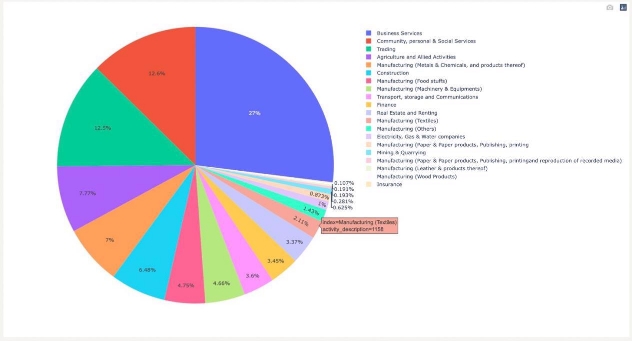 Business Services
Community, personal & Social Services
Trading
Agriculture and Allied Activities
Manufacturing (Metals & Chemicals, and products thereof)
Construction
Manufacturing (Food stuffs)
Manufacturing (Machinery & Equipments)
Transport, storage and Communications
Finance
Real Estate and Renting
Manufacturing (Textiles)
Manufacturing (Others)
Electricity, Gas & Water companies
Manufacturing (Paper & Paper products, Publishing, printing
Mining & Quarrying
Manufacturing (Paper & Paper products, Publishing, printingand reproduction of recorded media)
Manufacturing (Leather & products thereof)
Manufacturing (Wood Products)
Insurance
12.6%
27%
12.5%
7.77%
7%
6.48%
4.75%
4.66%
3.6%
3.45%
3.37%
2.11%
1.43%
1%
0.873%
0.107%
0.191%
0.193%
0.281%
0.625%
index=Manufacturing (Textiles)
activity_description=1158